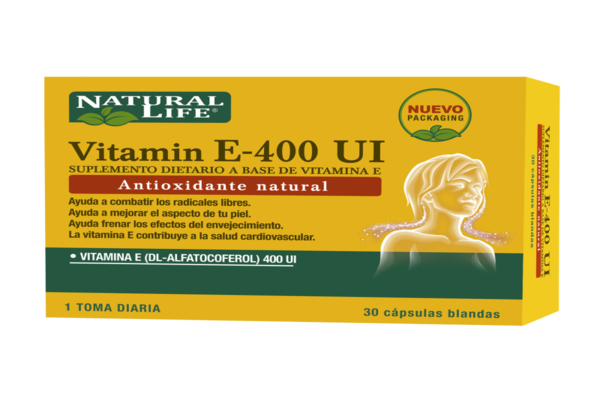 NATURAL
LIFE®
NUEVO
PACKAGING
Vitamin E-400 UI
SUPLEMENTO DIETARIO A BASE DE VITAMINA E
Antioxidante natural
Ayuda a combatir los radicales libres.
Ayuda a mejorar el aspecto de tu piel.
Ayuda frenar los efectos del envejecimiento.
La vitamina E contribuye a la salud cardiovascular.
• VITAMINA E (DL-ALFATOCOFEROL) 400 UI
1 TOMA DIARIA
30 cápsulas blandas
Vitamin E-400 UI
30 cápsulas blandas